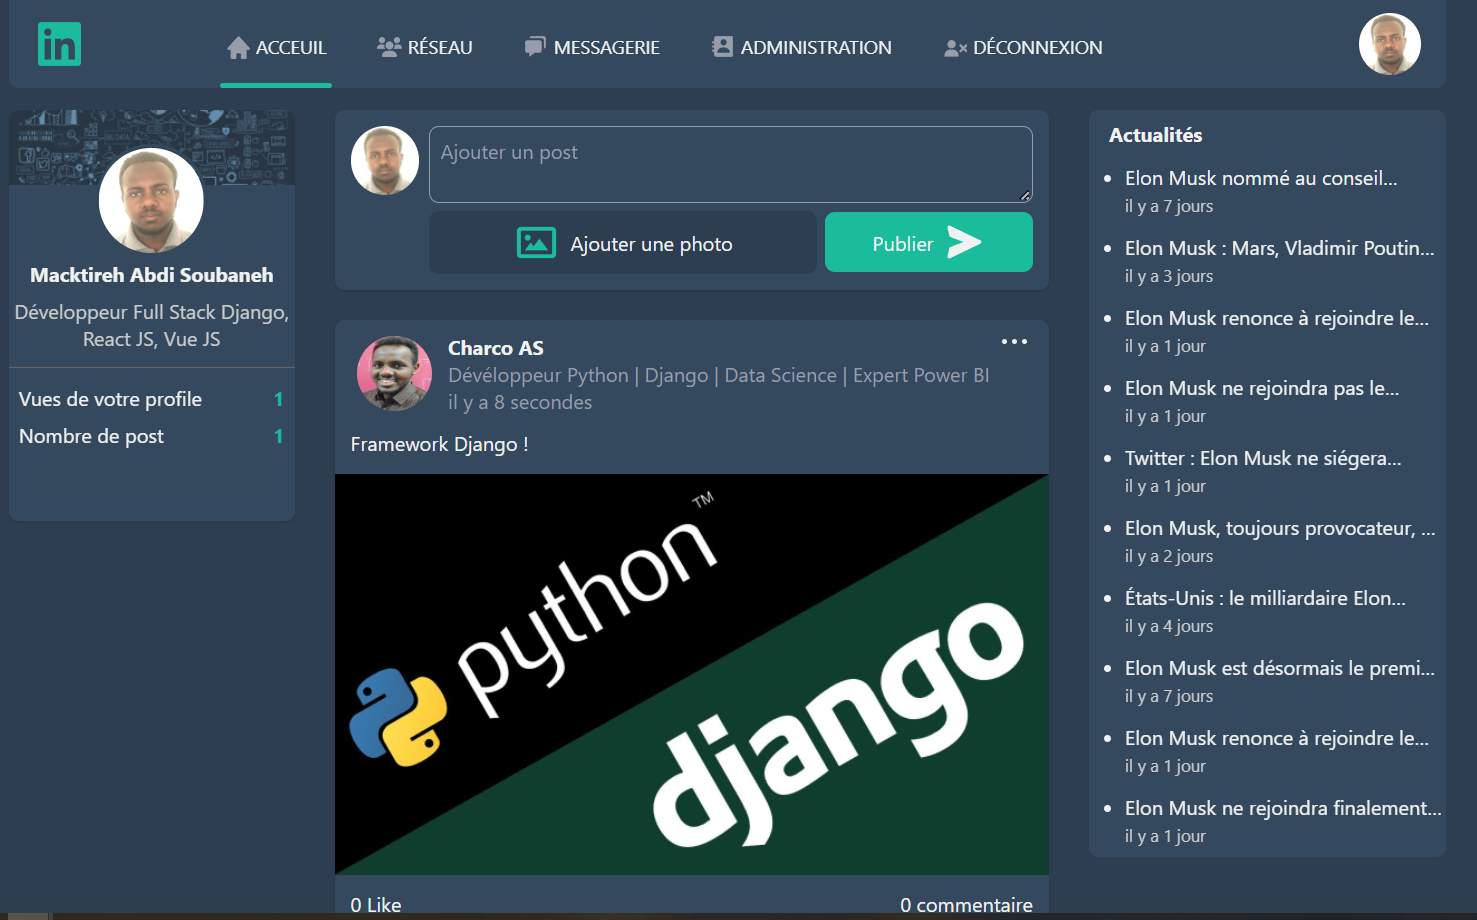 in
ACCEUIL
RÉSEAU
MESSAGERIE
ADMINISTRATION
DÉCONNEXION
Macktireh Abdi Soubaneh
Développeur Full Stack Django,
React JS, Vue JS
Vues de votre profile 1
Nombre de post 1
Ajouter un post
Ajouter une photo
Publier
Charco AS
Dévéloppeur Python | Django | Data Science | Expert Power BI
il y a 8 secondes
Framework Django !
python™
django
0 Like
0 commentaire
Actualités
Elon Musk nommé au conseil...
il y a 7 jours
Elon Musk : Mars, Vladimir Poutin...
il y a 3 jours
Elon Musk renonce à rejoindre le...
il y a 1 jour
Elon Musk ne rejoindra pas le...
il y a 1 jour
Twitter : Elon Musk ne siégera...
il y a 1 jour
Elon Musk, toujours provocateur, ...
il y a 2 jours
États-Unis : le milliardaire Elon...
il y a 4 jours
Elon Musk est désormais le premi...
il y a 7 jours
Elon Musk renonce à rejoindre le...
il y a 1 jour
Elon Musk ne rejoindra finalement...
il y a 1 jour